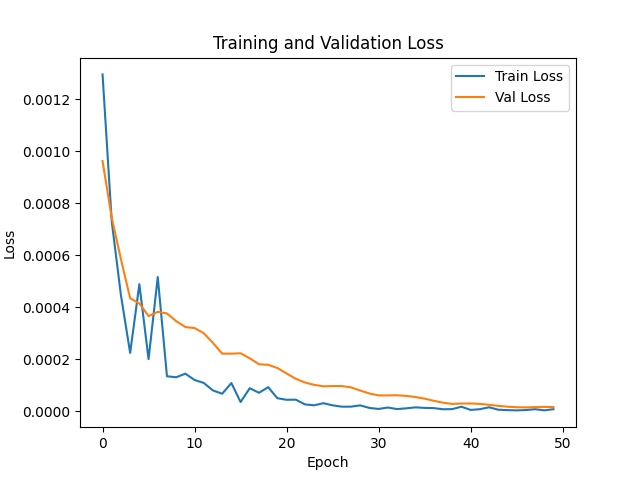 Training and Validation Loss
Train Loss
Val Loss
0.0012
0.0010
0.0008
0.0006
0.0004
0.0002
0.0000
Loss
0 10 20 30 40 50
Epoch